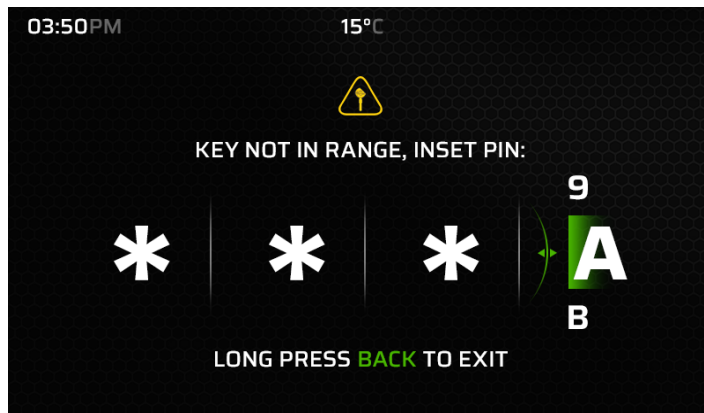 03:50PM 15°C
KEY NOT IN RANGE, INSET PIN:
9
* * * A
B
LONG PRESS BACK TO EXIT